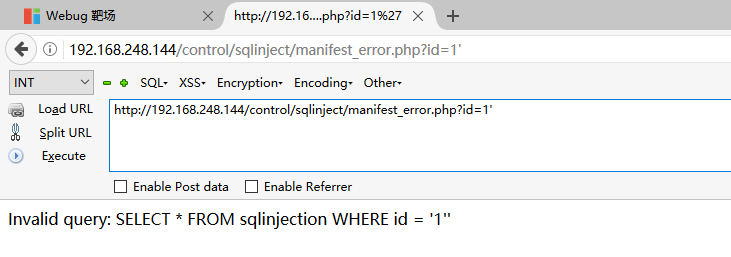 Webug 靶场
http://192.16....php?id=1%27
192.168.248.144/control/sqlinject/manifest_error.php?id=1'
INT
SQL
XSS
Encryption
Encoding
Other
Load URL
Split URL
Execute
http://192.168.248.144/control/sqlinject/manifest_error.php?id=1'
Enable Post data
Enable Referrer
Invalid query: SELECT * FROM sqlinjection WHERE id = '1''